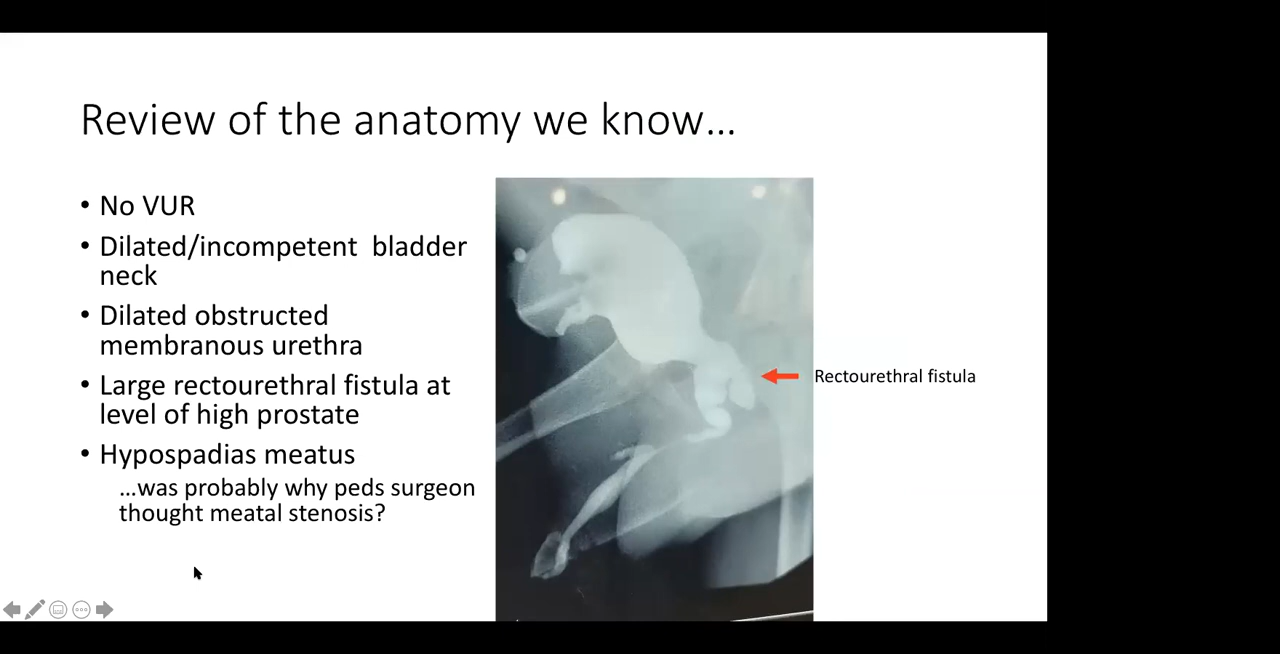 Review of the anatomy we know...
• No VUR
• Dilated/incompetent  bladder
neck
• Dilated obstructed
membranous urethra
• Large rectourethral fistula at
level of high prostate
• Hypospadias meatus
...was probably why peds surgeon
thought meatal stenosis?
Rectourethral fistula